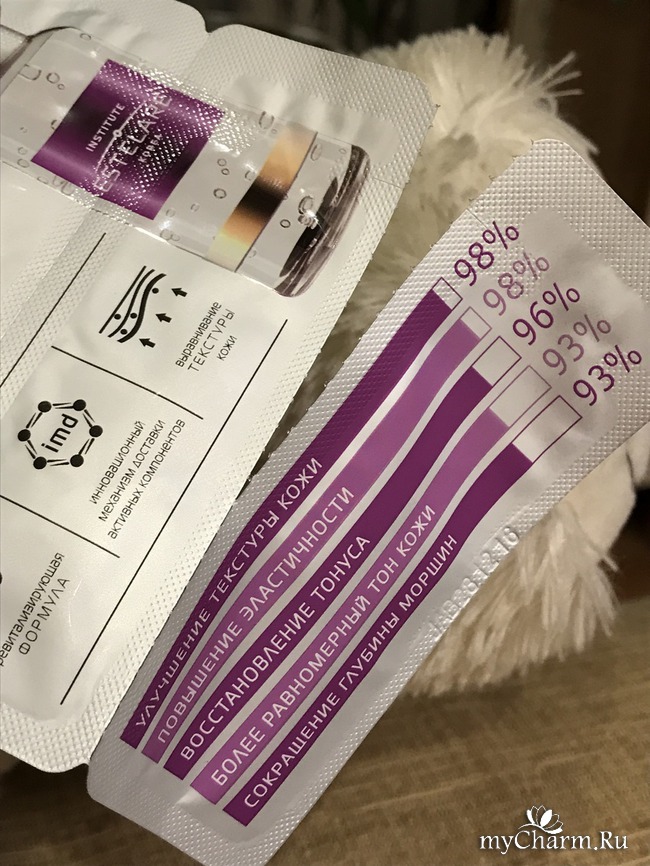 INSTITUTE
ESTELARE
KOREA
выравнивание
ТЕКСТУРЫ
кожи
imd
инновационный
механизм доставки
активных компонентов
ревитализирующая
ФОРМУЛА
98%
98%
96%
93%
93%
УЛУЧШЕНИЕ ТЕКСТУРЫ КОЖИ
ПОВЫШЕНИЕ ЭЛАСТИЧНОСТИ
ВОССТАНОВЛЕНИЕ ТОНУСА
БОЛЕЕ РАВНОМЕРНЫЙ ТОН КОЖИ
СОКРАЩЕНИЕ ГЛУБИНЫ МОРЩИН
myCharm.Ru